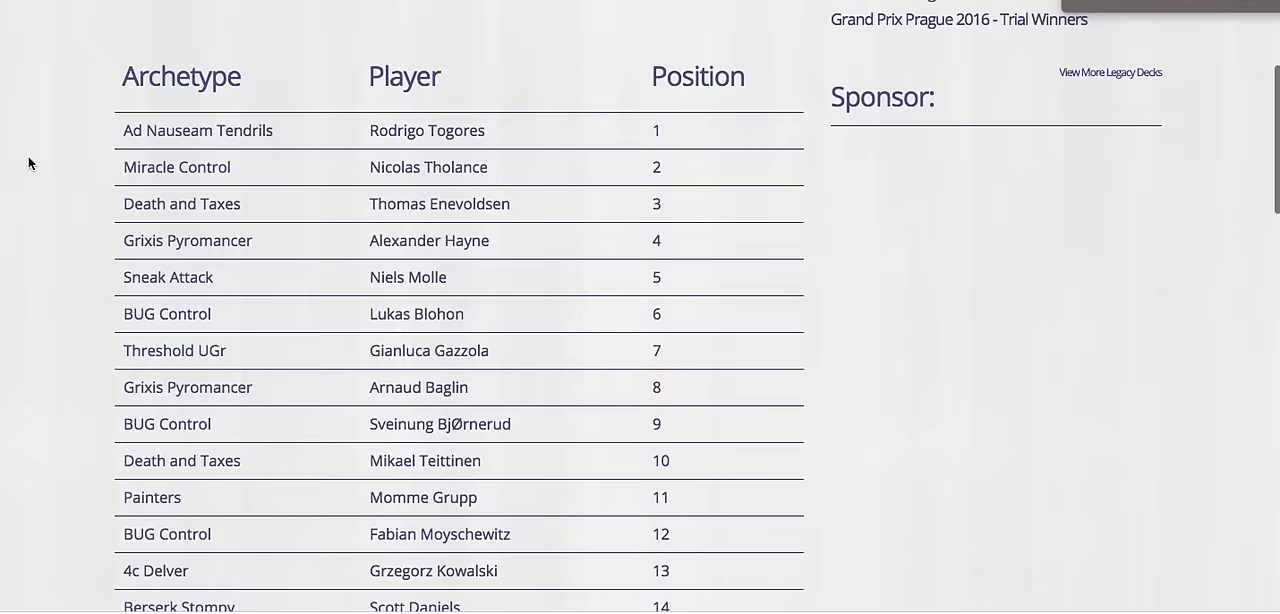 Grand Prix Prague 2016 - Trial Winners
View More Legacy Decks
Sponsor:
Archetype Player Position
Ad Nauseam Tendrils Rodrigo Togores 1
Miracle Control Nicolas Tholance 2
Death and Taxes Thomas Enevoldsen 3
Grixis Pyromancer Alexander Hayne 4
Sneak Attack Niels Molle 5
BUG Control Lukas Blohon 6
Threshold UGr Gianluca Gazzola 7
Grixis Pyromancer Arnaud Baglin 8
BUG Control Sveinung BjØrnerud 9
Death and Taxes Mikael Teittinen 10
Painters Momme Grupp 11
BUG Control Fabian Moyschewitz 12
4c Delver Grzegorz Kowalski 13
Berserk Stompy Scott Daniels 14